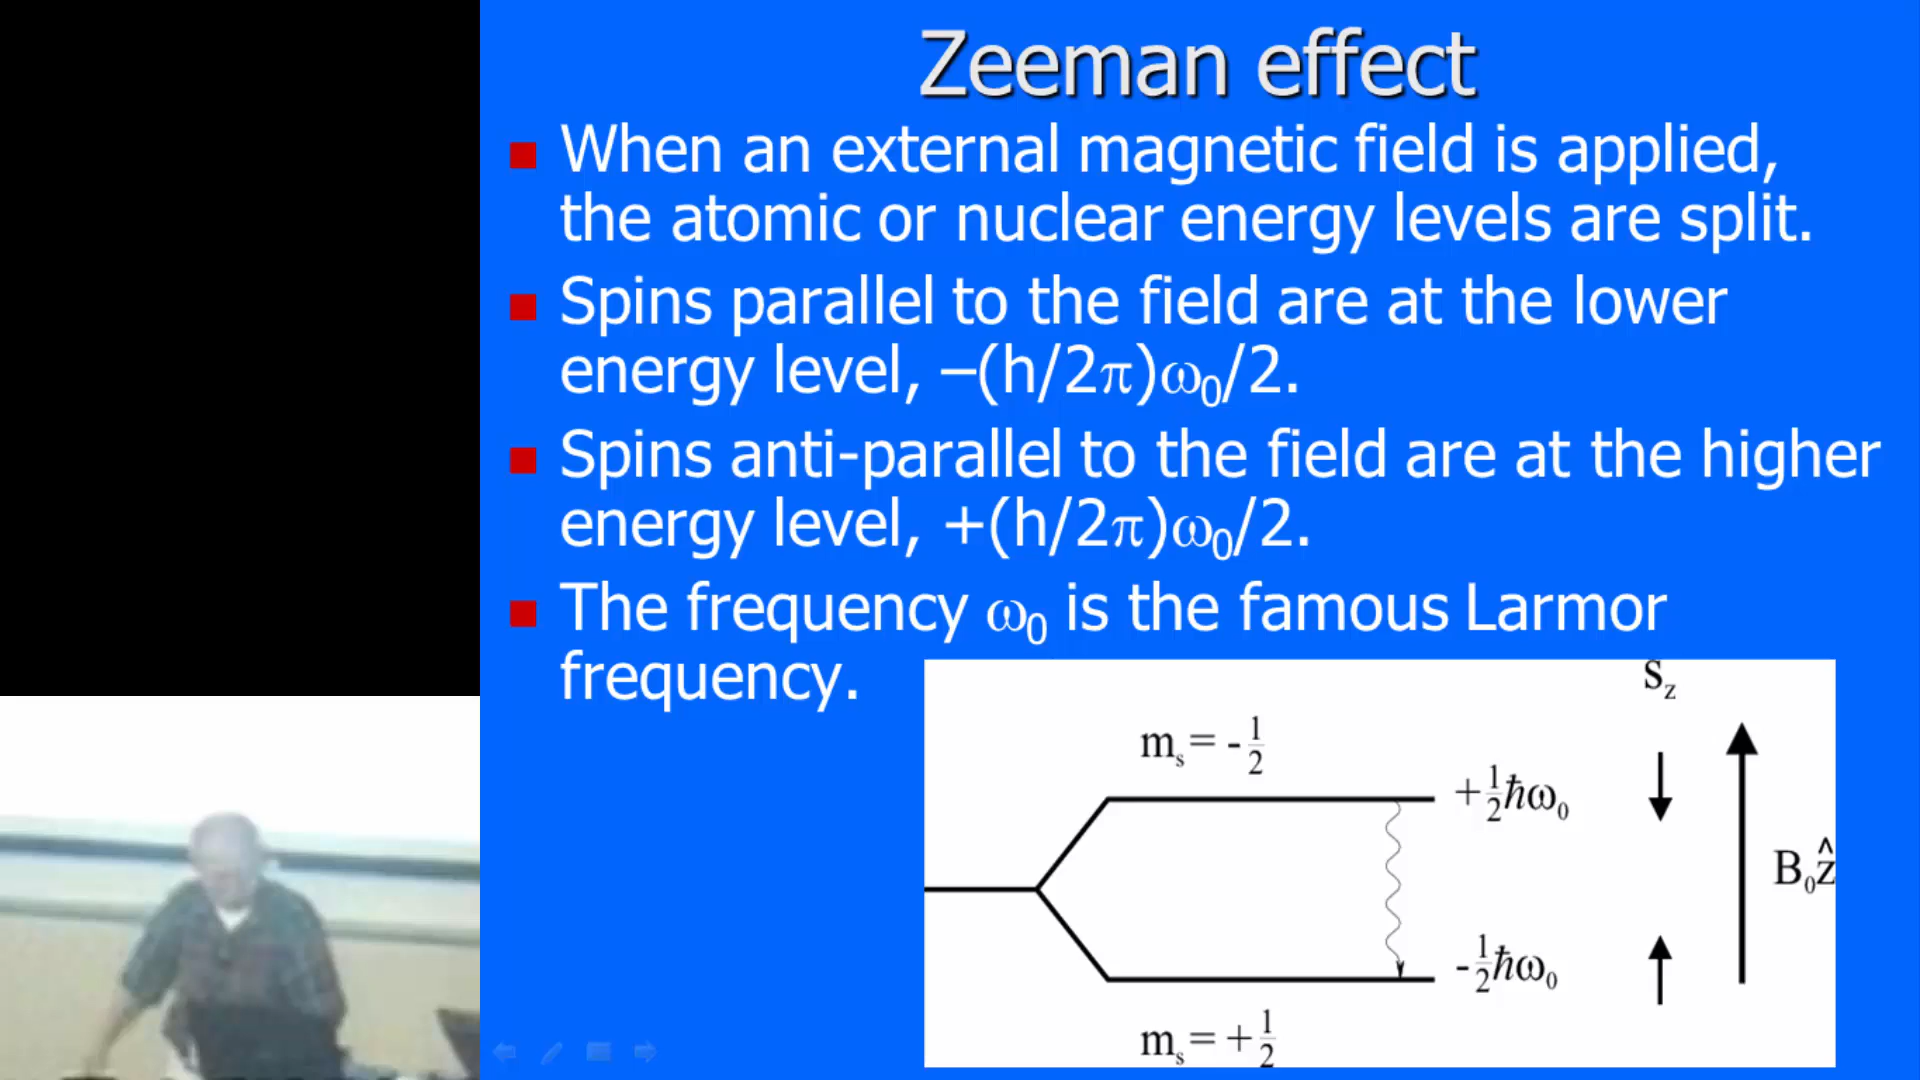 Zeeman effect
When an external magnetic field is applied,
the atomic or nuclear energy levels are split.
Spins parallel to the field are at the lower
energy level, –(h/2π)ω₀/2.
Spins anti-parallel to the field are at the higher
energy level, +(h/2π)ω₀/2.
The frequency ω₀ is the famous Larmor
frequency.
S_z
mₛ= -½
+½ħω₀
B₀ẑ
-½ħω₀
mₛ= +½